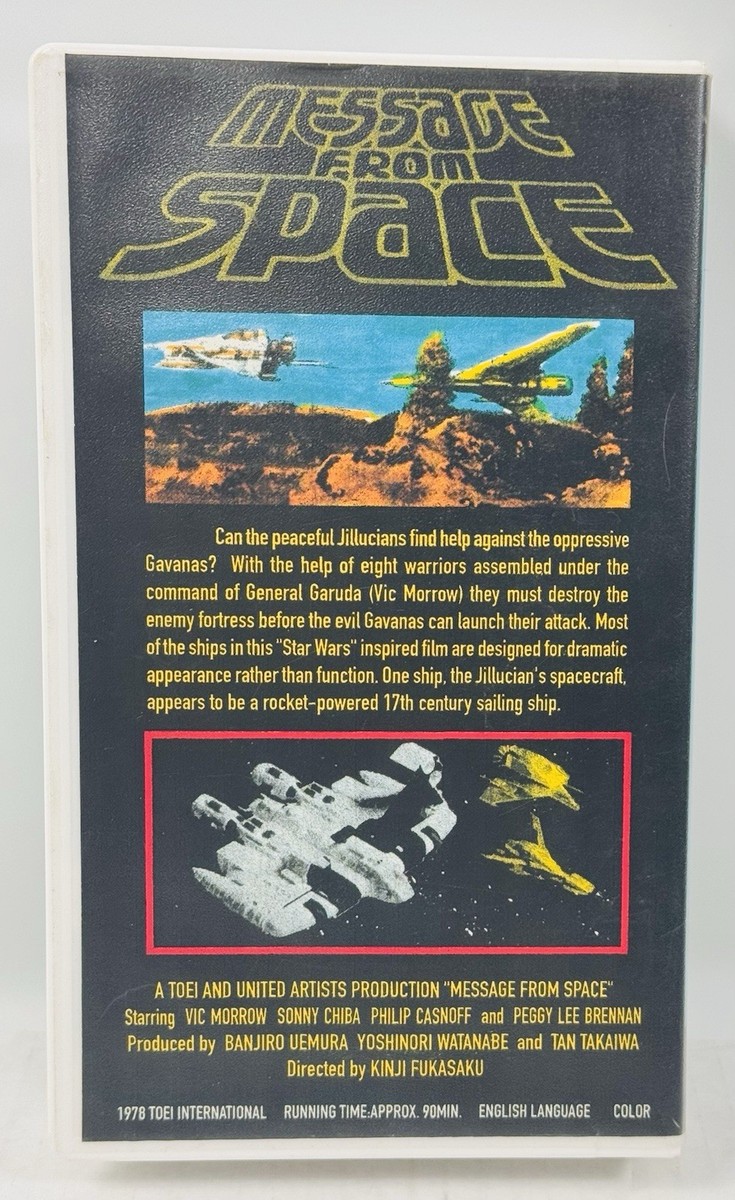 MESSAGE
FROM
SPACE
Can the peaceful Jillucians find help against the oppressive
Gavanas? With the help of eight warriors assembled under the
command of General Garuda (Vic Morrow) they must destroy the
enemy fortress before the evil Gavanas can launch their attack. Most
of the ships in this "Star Wars" inspired film are designed for dramatic
appearance rather than function. One ship, the Jillucian's spacecraft,
appears to be a rocket-powered 17th century sailing ship.
A TOEI AND UNITED ARTISTS PRODUCTION "MESSAGE FROM SPACE"
Starring VIC MORROW SONNY CHIBA PHILIP CASNOFF and PEGGY LEE BRENNAN
Produced by BANJIRO UEMURA YOSHINORI WATANABE and TAN TAKAIWA
Directed by KINJI FUKASAKU
1978 TOEI INTERNATIONAL RUNNING TIME:APPROX. 90MIN. ENGLISH LANGUAGE COLOR